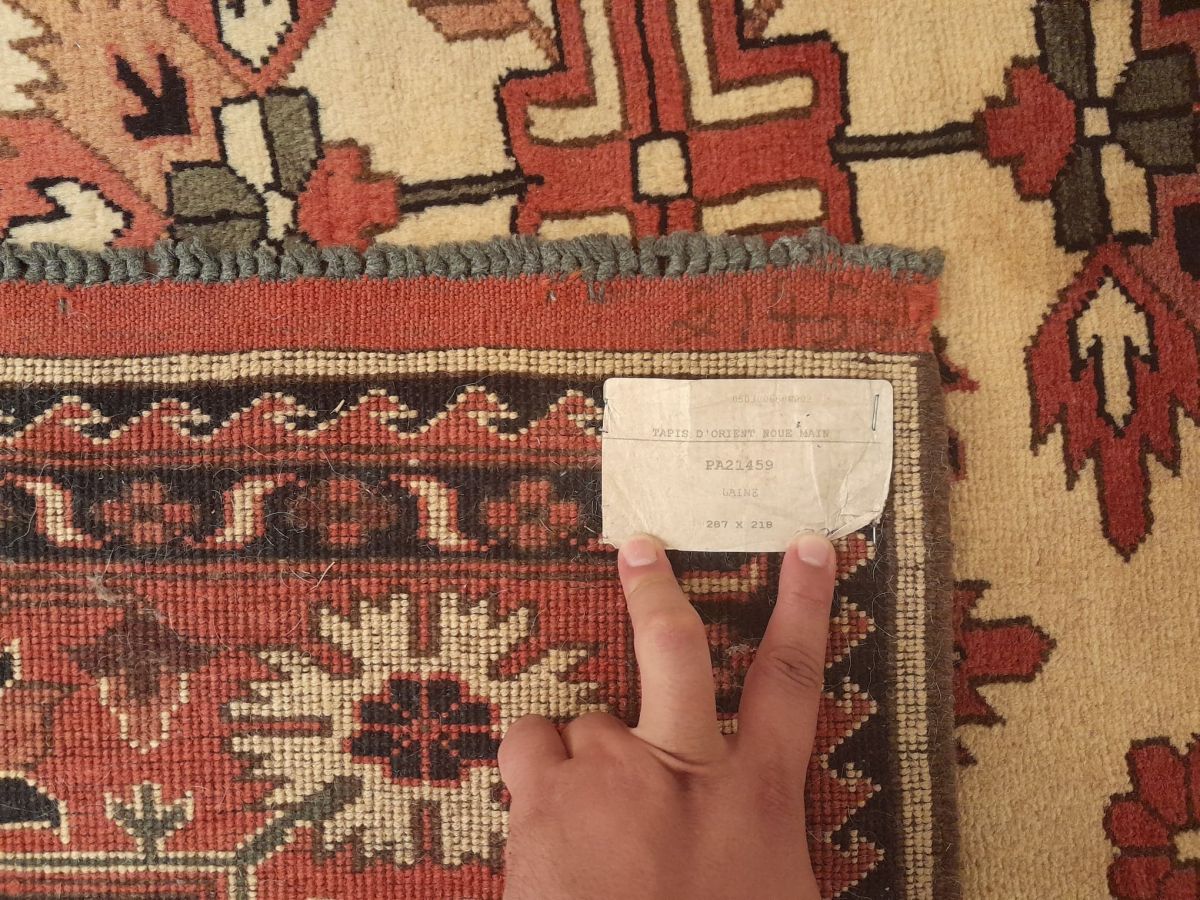 TAPIS D'ORIENT NOUE MAIN
PA21459
LAINE
287 X 218